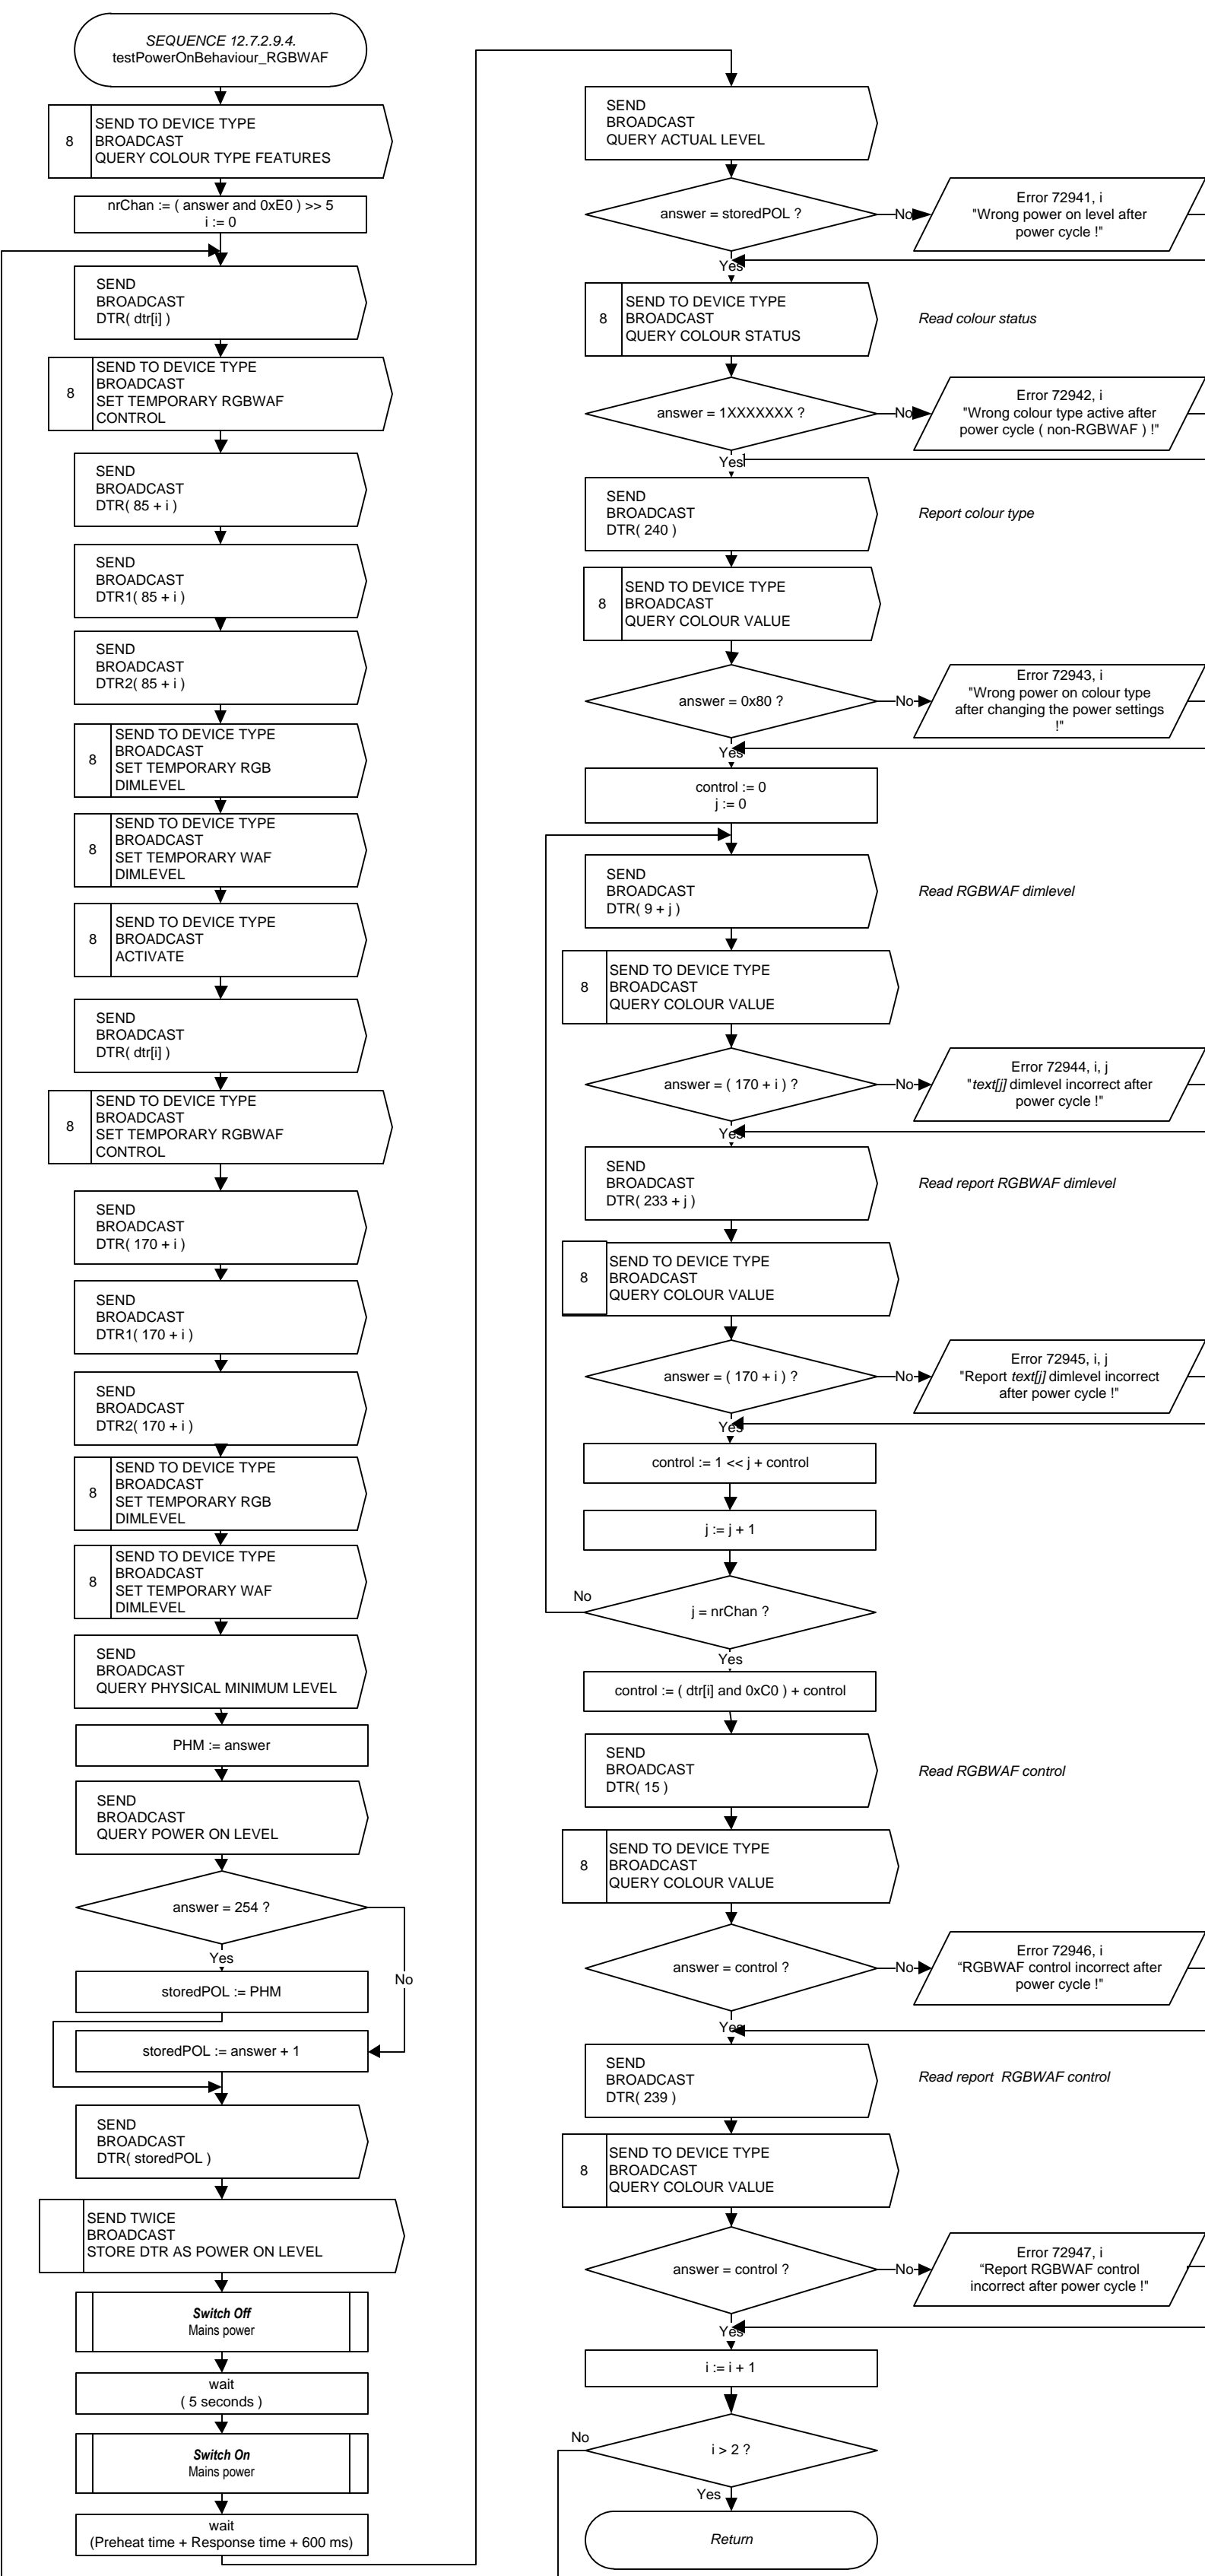 SEQUENCE 12.7.2.9.4.
testPowerOnBehaviour_RGBWAF
8
SEND TO DEVICE TYPE
BROADCAST
QUERY COLOUR TYPE FEATURES
nrChan := ( answer and 0xE0 ) >> 5
i := 0
SEND
BROADCAST
DTR( dtr[i] )
8
SEND TO DEVICE TYPE
BROADCAST
SET TEMPORARY RGBWAF
CONTROL
SEND
BROADCAST
DTR( 85 + i )
SEND
BROADCAST
DTR1( 85 + i )
SEND
BROADCAST
DTR2( 85 + i )
8
SEND TO DEVICE TYPE
BROADCAST
SET TEMPORARY RGB
DIMLEVEL
8
SEND TO DEVICE TYPE
BROADCAST
SET TEMPORARY WAF
DIMLEVEL
8
SEND TO DEVICE TYPE
BROADCAST
ACTIVATE
SEND
BROADCAST
DTR( dtr[i] )
8
SEND TO DEVICE TYPE
BROADCAST
SET TEMPORARY RGBWAF
CONTROL
SEND
BROADCAST
DTR( 170 + i )
SEND
BROADCAST
DTR1( 170 + i )
SEND
BROADCAST
DTR2( 170 + i )
8
SEND TO DEVICE TYPE
BROADCAST
SET TEMPORARY RGB
DIMLEVEL
8
SEND TO DEVICE TYPE
BROADCAST
SET TEMPORARY WAF
DIMLEVEL
SEND
BROADCAST
QUERY PHYSICAL MINIMUM LEVEL
PHM := answer
SEND
BROADCAST
QUERY POWER ON LEVEL
answer = 254 ?
Yes
No
storedPOL := PHM
storedPOL := answer + 1
SEND
BROADCAST
DTR( storedPOL )
SEND TWICE
BROADCAST
STORE DTR AS POWER ON LEVEL
Switch Off
Mains power
wait
( 5 seconds )
Switch On
Mains power
wait
(Preheat time + Response time + 600 ms)
SEND
BROADCAST
QUERY ACTUAL LEVEL
answer = storedPOL ?
No
Error 72941, i
"Wrong power on level after
power cycle !"
Yes
8
SEND TO DEVICE TYPE
BROADCAST
QUERY COLOUR STATUS
Read colour status
answer = 1XXXXXXX ?
No
Error 72942, i
"Wrong colour type active after
power cycle ( non-RGBWAF ) !"
Yes
SEND
BROADCAST
DTR( 240 )
Report colour type
8
SEND TO DEVICE TYPE
BROADCAST
QUERY COLOUR VALUE
answer = 0x80 ?
No
Error 72943, i
"Wrong power on colour type
after changing the power settings
!"
Yes
control := 0
j := 0
SEND
BROADCAST
DTR( 9 + j )
Read RGBWAF dimlevel
8
SEND TO DEVICE TYPE
BROADCAST
QUERY COLOUR VALUE
answer = ( 170 + i ) ?
No
Error 72944, i, j
"text[j] dimlevel incorrect after
power cycle !"
Yes
SEND
BROADCAST
DTR( 233 + j )
Read report RGBWAF dimlevel
8
SEND TO DEVICE TYPE
BROADCAST
QUERY COLOUR VALUE
answer = ( 170 + i ) ?
No
Error 72945, i, j
"Report text[j] dimlevel incorrect
after power cycle !"
Yes
control := 1 << j + control
j := j + 1
No
j = nrChan ?
Yes
control := ( dtr[i] and 0xC0 ) + control
SEND
BROADCAST
DTR( 15 )
Read RGBWAF control
8
SEND TO DEVICE TYPE
BROADCAST
QUERY COLOUR VALUE
answer = control ?
No
Error 72946, i
“RGBWAF control incorrect after
power cycle !"
Yes
SEND
BROADCAST
DTR( 239 )
Read report RGBWAF control
8
SEND TO DEVICE TYPE
BROADCAST
QUERY COLOUR VALUE
answer = control ?
No
Error 72947, i
“Report RGBWAF control
incorrect after power cycle !"
Yes
i := i + 1
No
i > 2 ?
Yes
Return